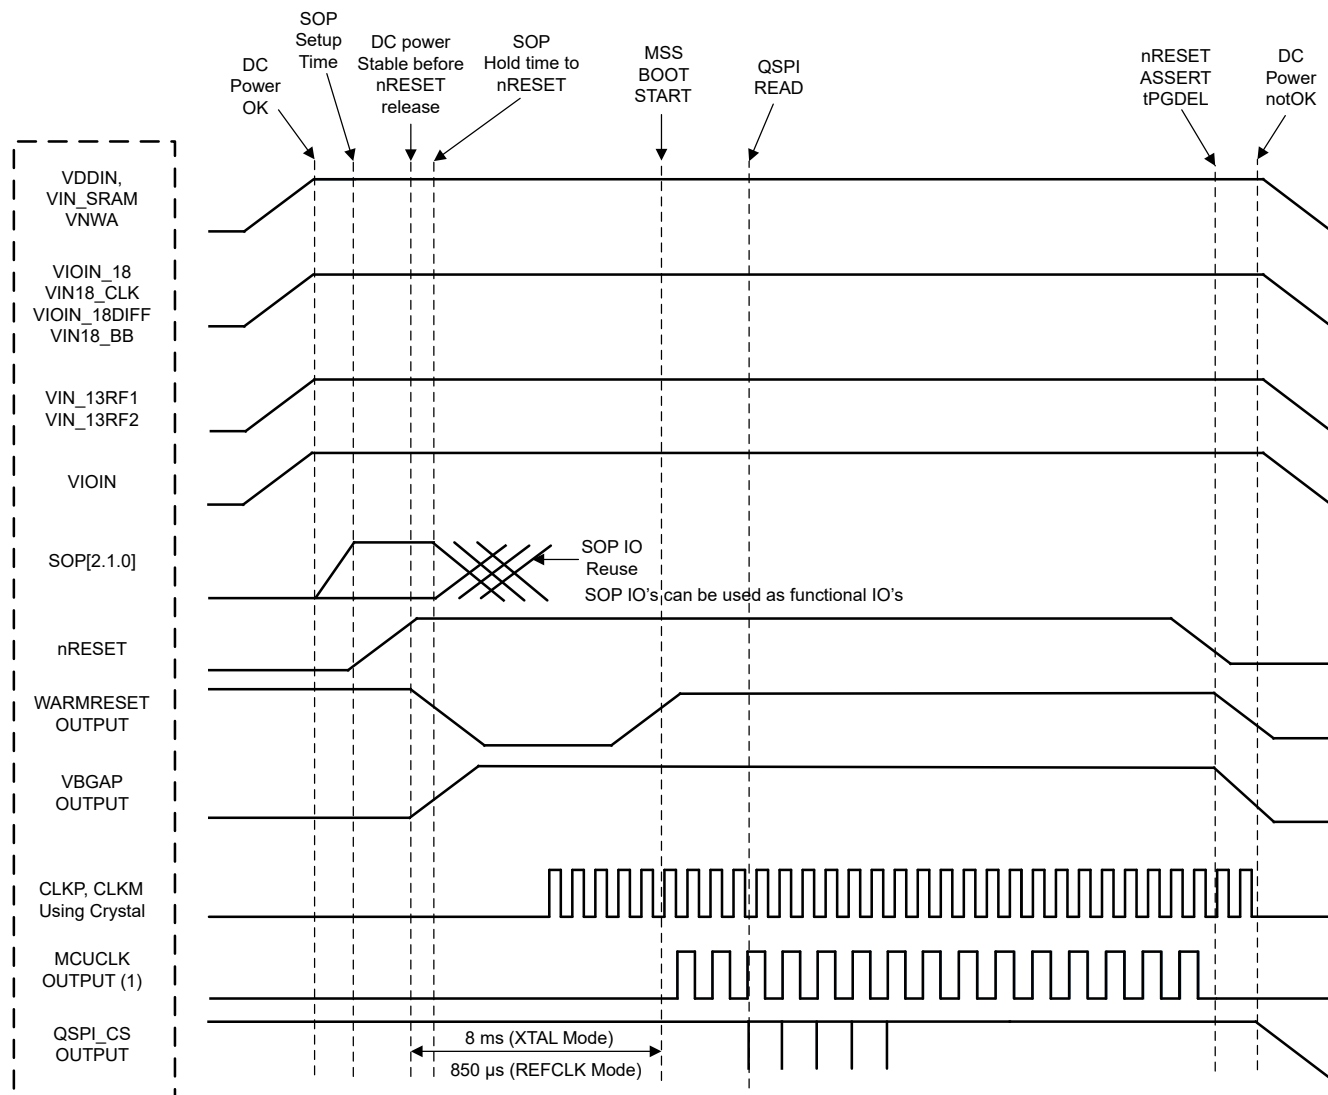 DC
Power
OK
SOP
Setup
Time
DC power
Stable before
nRESET
release
SOP
Hold time to
nRESET
MSS
BOOT
START
QSPI
READ
nRESET
ASSERT
tPGDEL
DC
Power
notOK
VDDIN,
VIN_SRAM
VNWA
VIOIN_18
VIN18_CLK
VIOIN_18DIFF
VIN18_BB
VIN_13RF1
VIN_13RF2
VIOIN
SOP[2.1.0]
SOP IO
Reuse
SOP IO's can be used as functional IO's
nRESET
WARMRESET
OUTPUT
VBGAP
OUTPUT
CLKP, CLKM
Using Crystal
MCUCLK
OUTPUT (1)
QSPI_CS
OUTPUT
8 ms (XTAL Mode)
850 µs (REFCLK Mode)